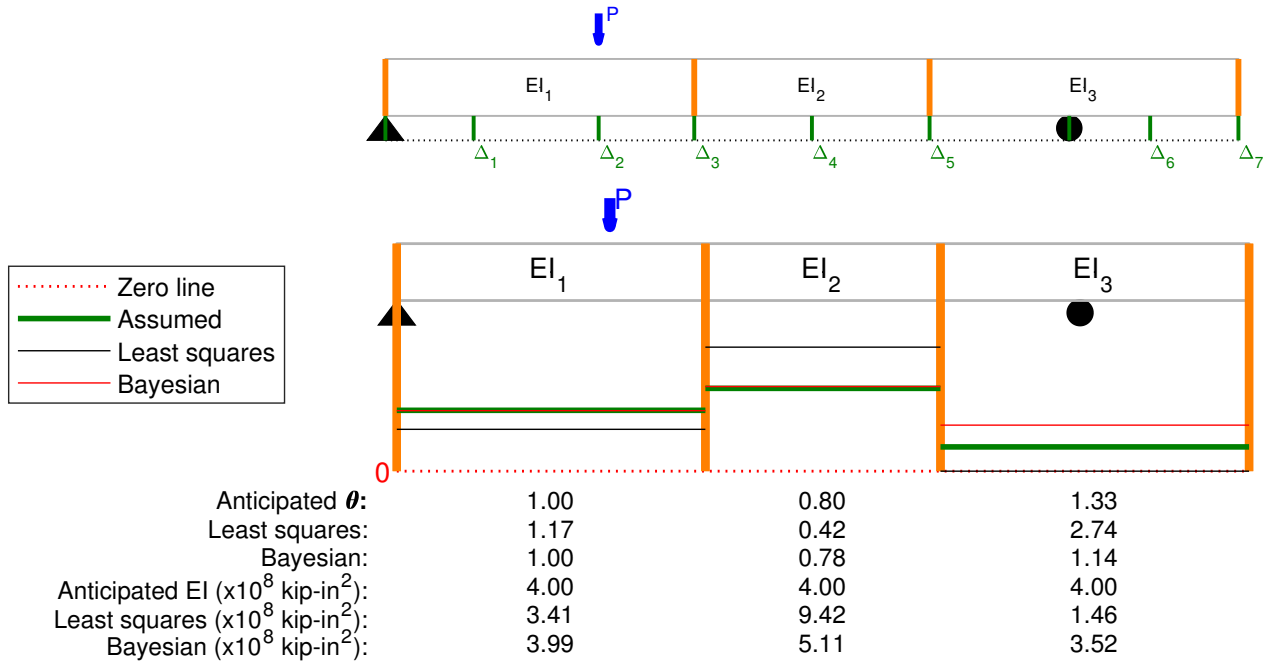 P
EI1 EI2 EI3
Δ1 Δ2 Δ3 Δ4 Δ5 Δ6 Δ7
P
EI1 EI2 EI3
Zero line
Assumed
Least squares
Bayesian
0
Anticipated θ: 1.00 0.80 1.33
Least squares: 1.17 0.42 2.74
Bayesian: 1.00 0.78 1.14
Anticipated EI (x10^8 kip-in^2): 4.00 4.00 4.00
Least squares (x10^8 kip-in^2): 3.41 9.42 1.46
Bayesian (x10^8 kip-in^2): 3.99 5.11 3.52